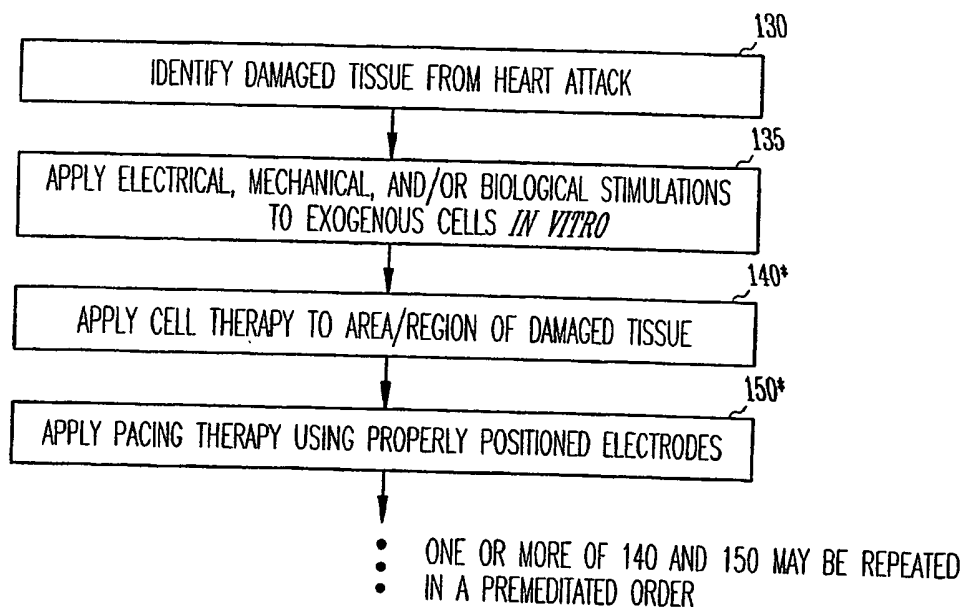 130
IDENTIFY DAMAGED TISSUE FROM HEART ATTACK
135
APPLY ELECTRICAL, MECHANICAL, AND/OR BIOLOGICAL STIMULATIONS
TO EXOGENOUS CELLS IN VITRO
140*
APPLY CELL THERAPY TO AREA/REGION OF DAMAGED TISSUE
150*
APPLY PACING THERAPY USING PROPERLY POSITIONED ELECTRODES
ONE OR MORE OF 140 AND 150 MAY BE REPEATED
IN A PREMEDITATED ORDER